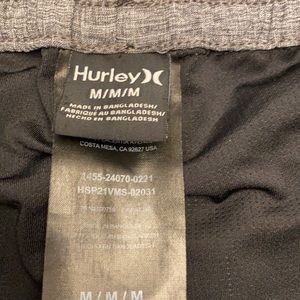 Hurley
M/M/M
MADE IN BANGLADESH/
FABRIQUÉ AU BANGLADESH/
HECHO EN BANGLADESH
COSTA MESA, CA 92627 USA
1455-24070-0221
HSP21VMS-02031
M / M / M